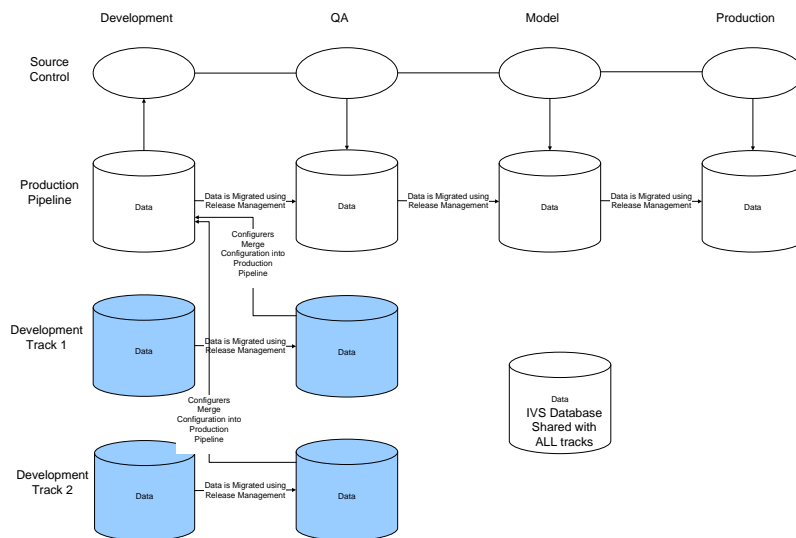 Development
QA
Model
Production
Source
Control
Production
Pipeline
Data
Data is Migrated using
Release Management
Data
Data is Migrated using
Release Management
Data
Data is Migrated using
Release Management
Data
Configurers
Merge
Configuration into
Production
Pipeline
Development
Track 1
Data
Data is Migrated using
Release Management
Data
Data
IVS Database
Shared with
ALL tracks
Configurers
Merge
Configuration into
Production
Pipeline
Development
Track 2
Data
Data is Migrated using
Release Management
Data